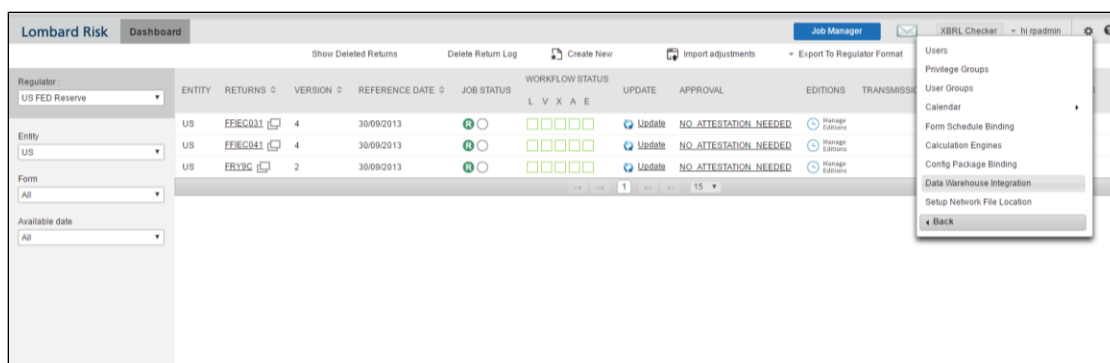 Lombard Risk Dashboard Job Manager XBRL Checker hi rpadmin
Show Deleted Returns Delete Return Log Create New Import adjustments Export To Regulator Format
Regulator :
US FED Reserve
Entity
US
Form
All
Available date
All
ENTITY RETURNS VERSION REFERENCE DATE JOB STATUS WORKFLOW STATUS UPDATE APPROVAL EDITIONS
L V X A E
US FFIEC031 4 30/09/2013 R Update NO_ATTESTATION_NEEDED Manage Editions
US FFIEC041 4 30/09/2013 R Update NO_ATTESTATION_NEEDED Manage Editions
US FRY9C 2 30/09/2013 R Update NO_ATTESTATION_NEEDED Manage Editions
1 15
Users
Privilege Groups
User Groups
Calendar
Form Schedule Binding
Calculation Engines
Config Package Binding
Data Warehouse Integration
Setup Network File Location
Back